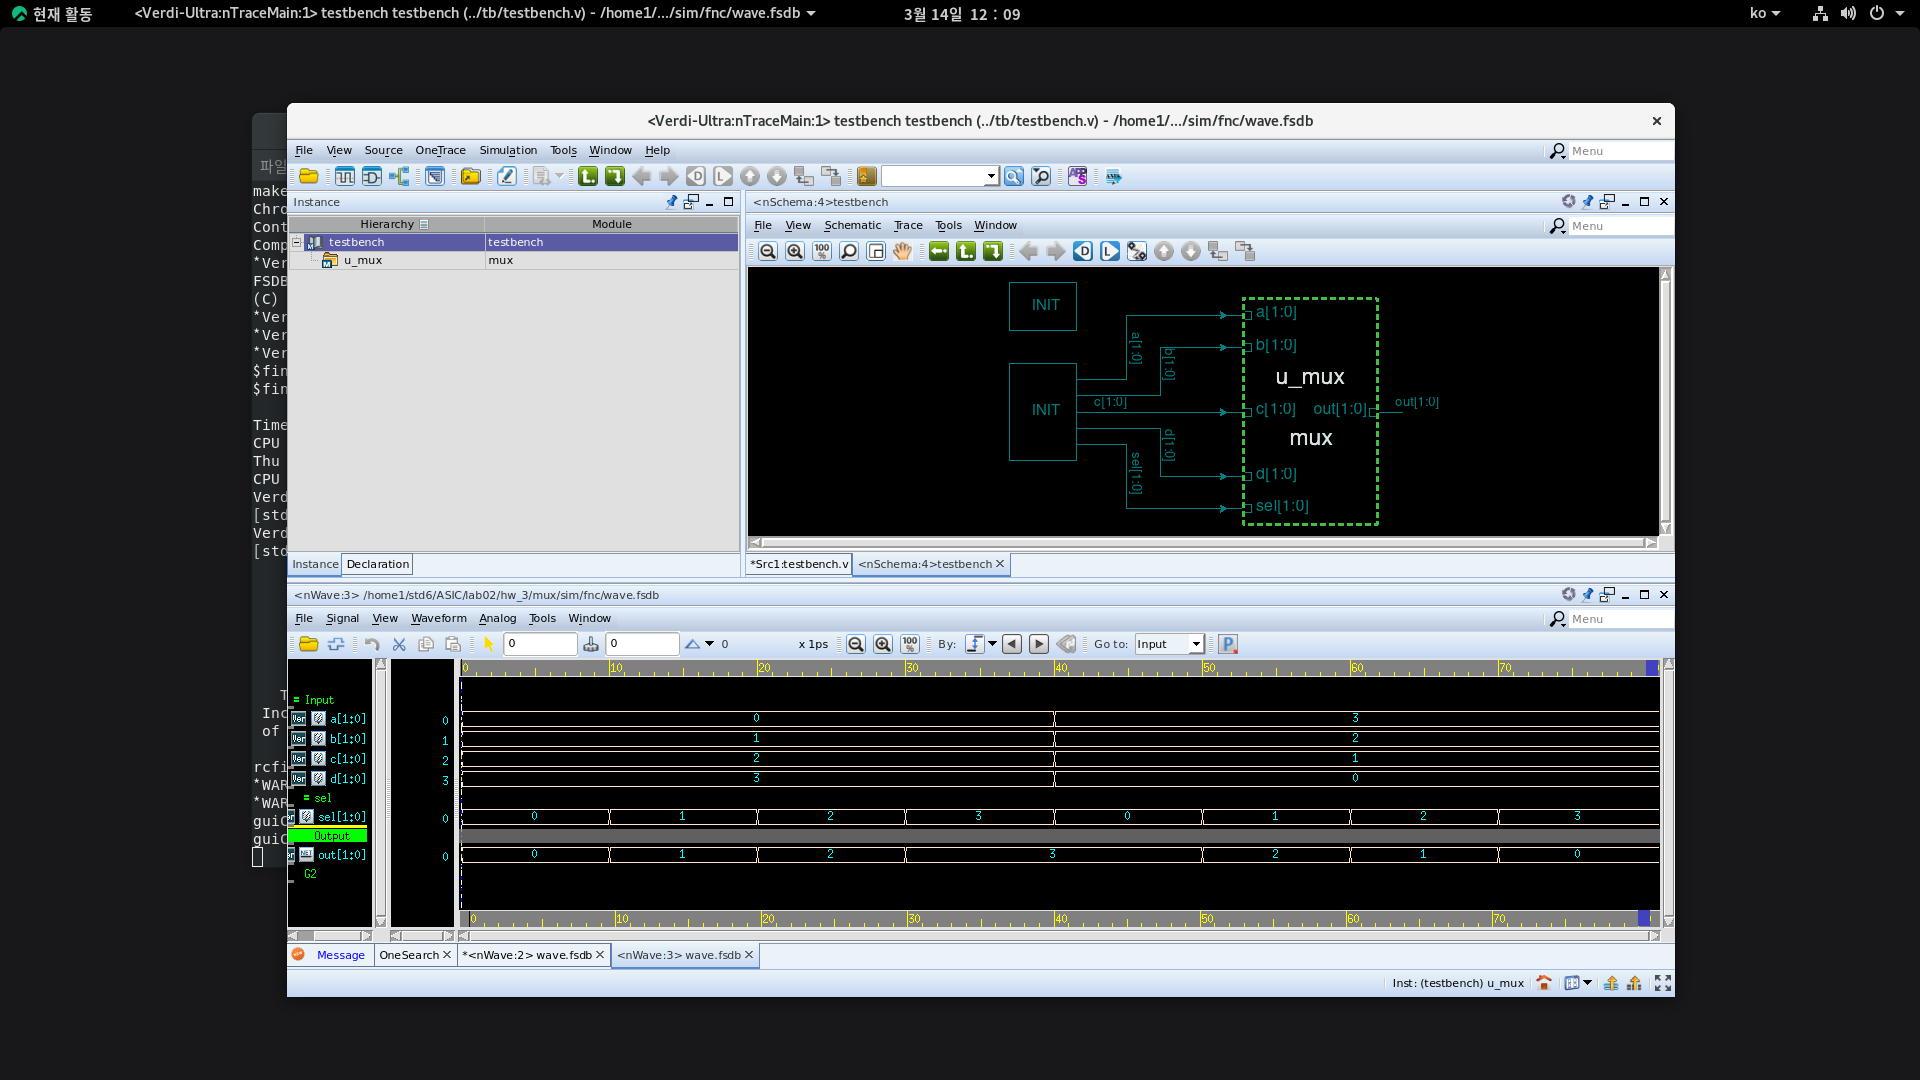 현재 활동
<Verdi-Ultra:nTraceMain:1> testbench testbench (../tb/testbench.v) - /home1/.../sim/fnc/wave.fsdb
3월 14일 12 : 09
ko
<Verdi-Ultra:nTraceMain:1> testbench testbench (../tb/testbench.v) - /home1/.../sim/fnc/wave.fsdb
File View Source OneTrace Simulation Tools Window Help
Menu
파일
make
Chro
Cont
Comp
*Ver
FSDB
(C)
*Ver
*Ver
*Ver
$fin
$fin
Time
CPU
Thu
CPU
Verd
[std
Verd
[std
T
Inc
of
rcfi
*WAR
*WAR
guiC
guiC
Instance
Hierarchy Module
testbench testbench
u_mux mux
Instance Declaration
<nSchema:4>testbench
File View Schematic Trace Tools Window
Menu
100
INIT
INIT
a[1:0]
b[1:0]
c[1:0]
d[1:0]
sel[1:0]
a[1:0]
b[1:0]
u_mux
c[1:0] out[1:0]
out[1:0]
mux
d[1:0]
sel[1:0]
*Src1:testbench.v <nSchema:4>testbench
<nWave:3> /home1/std6/ASIC/lab02/hw_3/mux/sim/fnc/wave.fsdb
File Signal View Waveform Analog Tools Window
Menu
0 0 0 x 1ps 100 By: Go to: Input
0 10 20 30 40 50 60 70
= Input
a[1:0] 0 0 3
b[1:0] 1 1 2
c[1:0] 2 2 1
d[1:0] 3 3 0
= sel
sel[1:0] 0 0 1 2 3 0 1 2 3
Output
out[1:0] 0 0 1 2 3 2 1 0
G2
0 10 20 30 40 50 60 70
Message OneSearch *<nWave:2> wave.fsdb <nWave:3> wave.fsdb
Inst: (testbench) u_mux